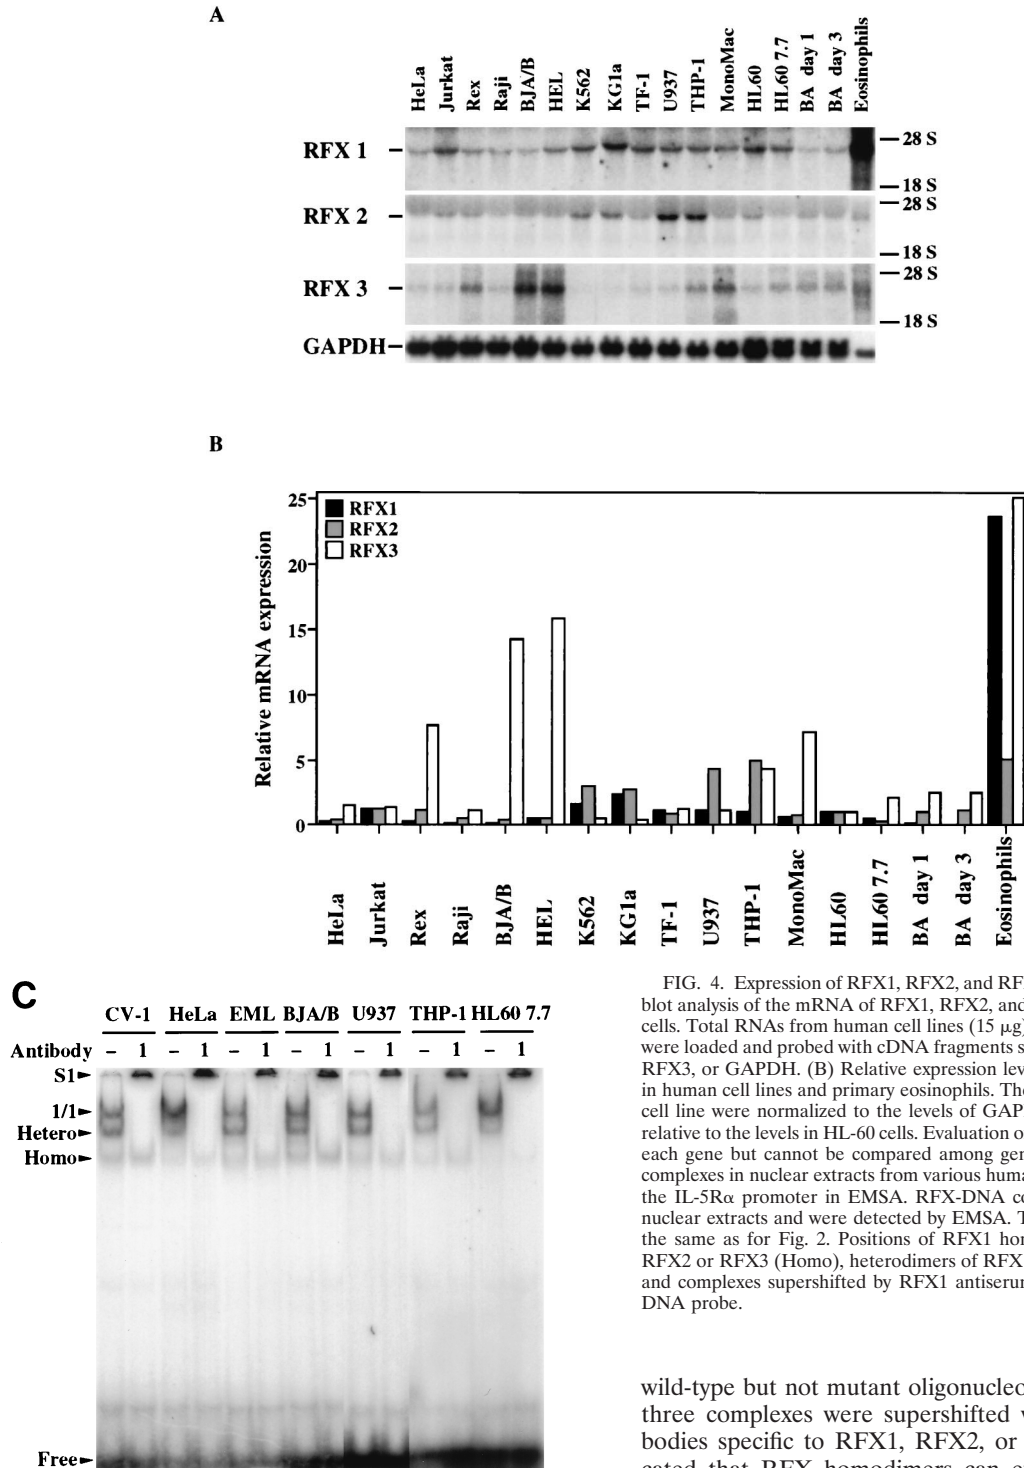 A
HeLa Jurkat Rex Raji BJA/B HEL K562 KG1a TF-1 U937 THP-1 MonoMac HL60 HL60 7.7 BA day 1 BA day 3 Eosinophils
RFX 1 28 S
18 S
RFX 2 28 S
18 S
RFX 3 28 S
18 S
GAPDH
B
Relative mRNA expression
25
20
15
10
5
0
RFX1
RFX2
RFX3
HeLa Jurkat Rex Raji BJA/B HEL K562 KG1a TF-1 U937 THP-1 MonoMac HL60 HL60 7.7 BA day 1 BA day 3 Eosinophils
C
CV-1 HeLa EML BJA/B U937 THP-1 HL60 7.7
Antibody – 1 – 1 – 1 – 1 – 1 – 1 – 1
S1
1/1
Hetero
Homo
Free
FIG. 4. Expression of RFX1, RFX2, and RF
blot analysis of the mRNA of RFX1, RFX2, and
cells. Total RNAs from human cell lines (15 μg)
were loaded and probed with cDNA fragments s
RFX3, or GAPDH. (B) Relative expression lev
in human cell lines and primary eosinophils. The
cell line were normalized to the levels of GAP
relative to the levels in HL-60 cells. Evaluation o
each gene but cannot be compared among gen
complexes in nuclear extracts from various huma
the IL-5Rα promoter in EMSA. RFX-DNA co
nuclear extracts and were detected by EMSA. T
the same as for Fig. 2. Positions of RFX1 hom
RFX2 or RFX3 (Homo), heterodimers of RFX
and complexes supershifted by RFX1 antiserum
DNA probe.
wild-type but not mutant oligonucleo
three complexes were supershifted w
bodies specific to RFX1, RFX2, or
cated that RFX homodimers can